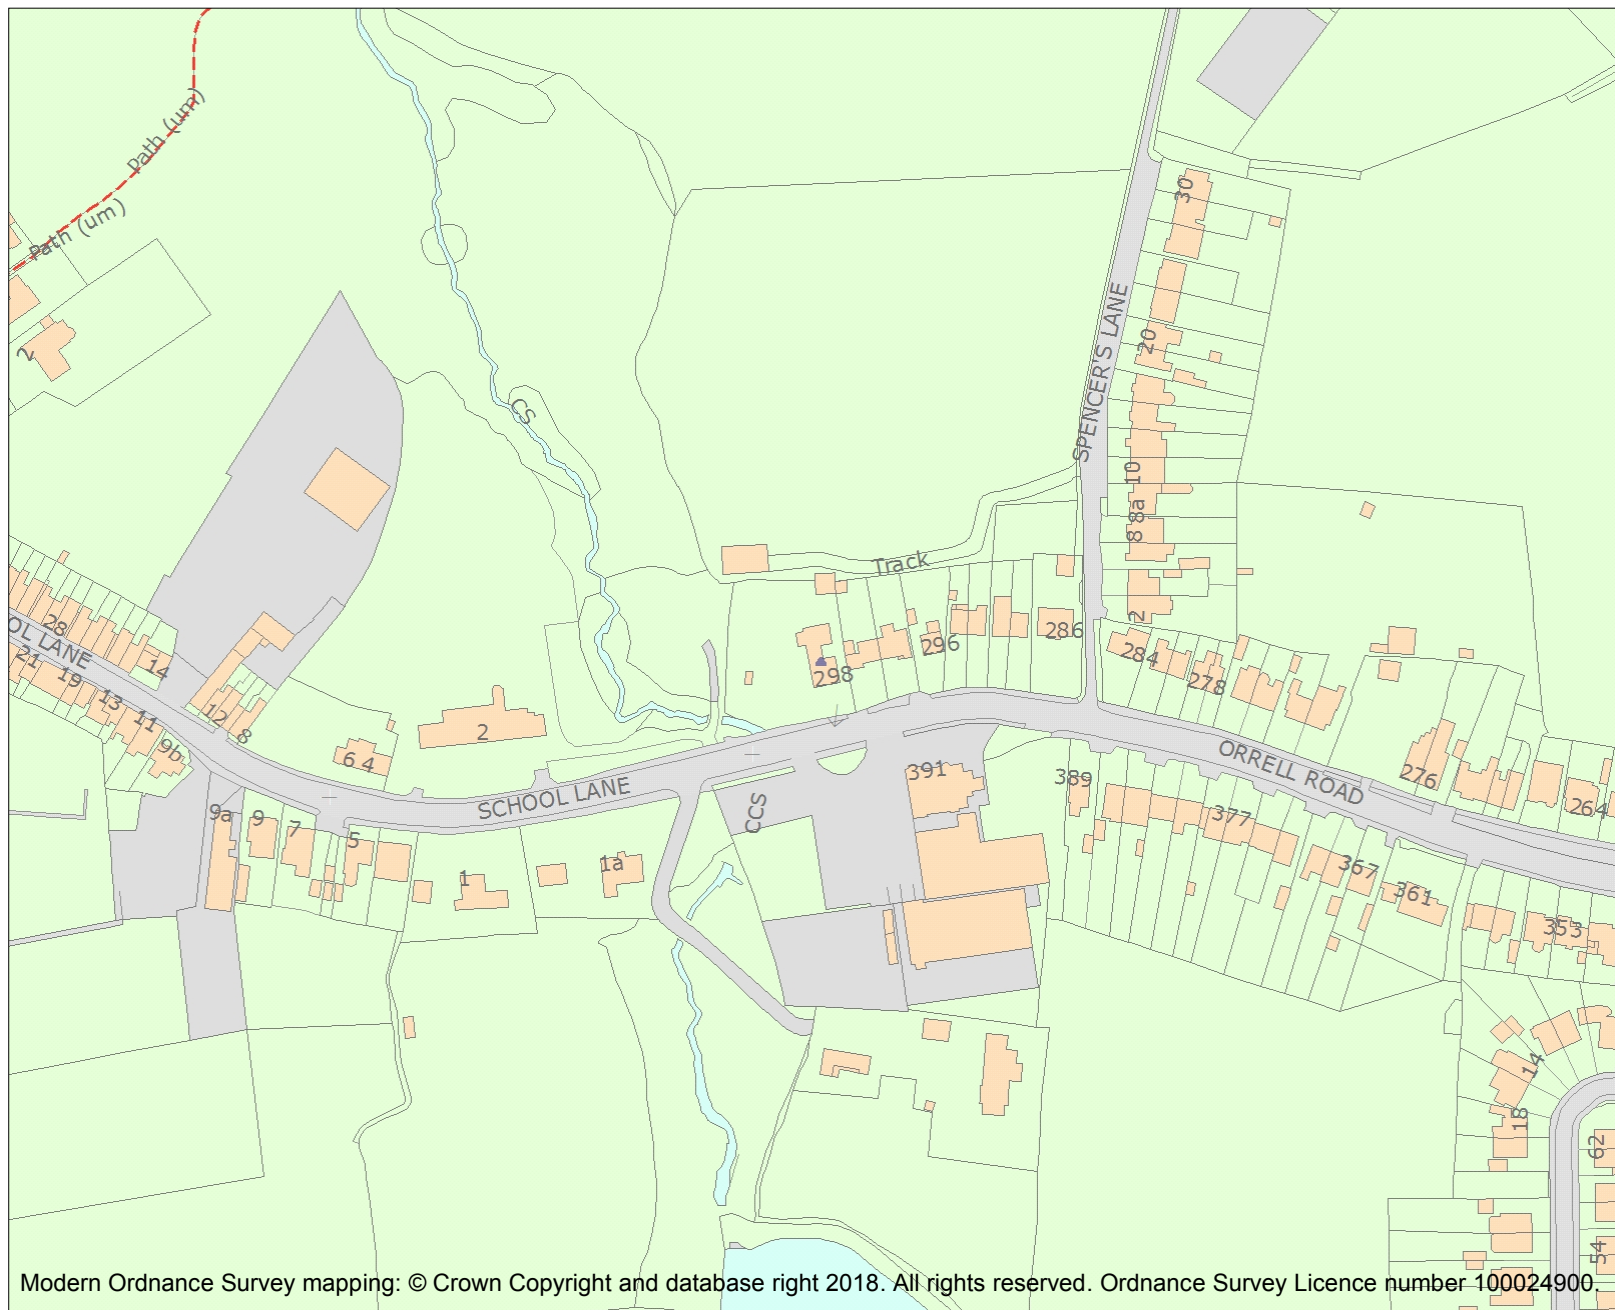 Path (um)
Path (um)
30
2
SPENCER'S LANE
20
CS
10
8a
8
Track
2
28
OL LANE
21
14
19
13
11
9b
12
8
6 4
2
298
296
286
284
278
276
264
ORRELL ROAD
SCHOOL LANE
391
389
CCS
377
367
361
353
9a
9
7
5
1
1a
14
18
62
54
Modern Ordnance Survey mapping: © Crown Copyright and database right 2018. All rights reserved. Ordnance Survey Licence number 100024900.